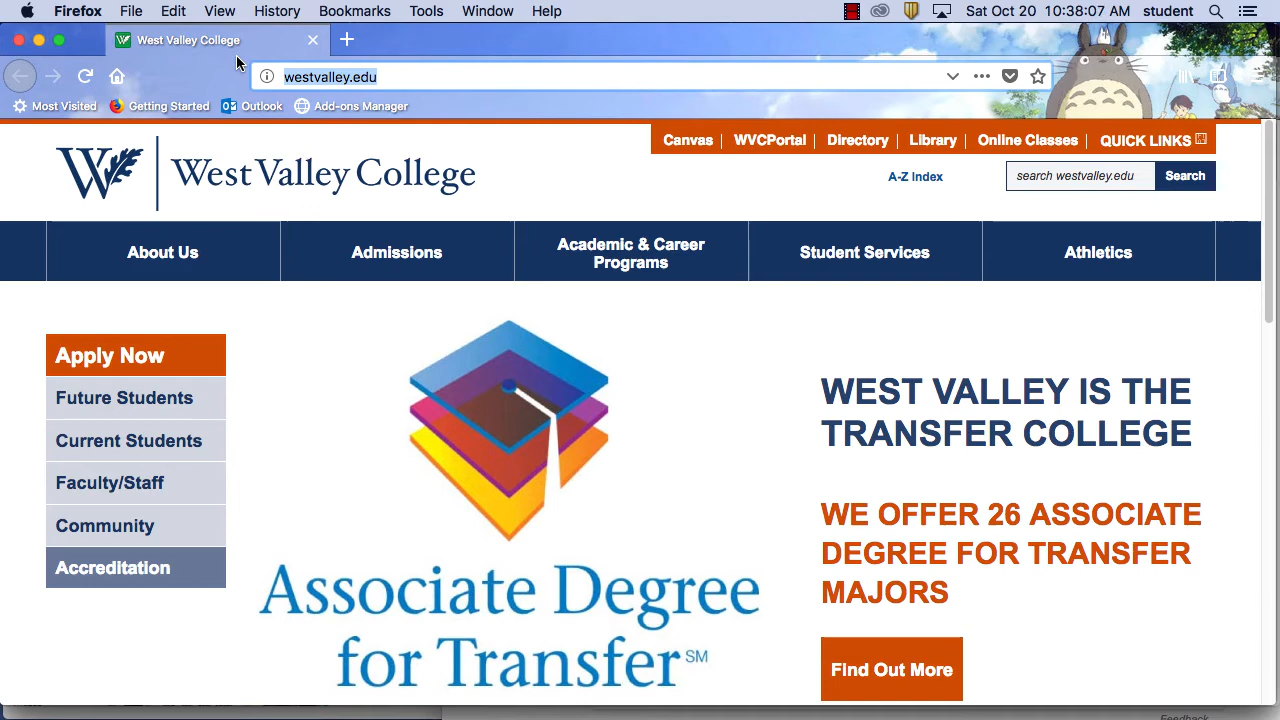 Firefox File Edit View History Bookmarks Tools Window Help Sat Oct 20 10:38:07 AM student
West Valley College
westvalley.edu
Most Visited Getting Started Outlook Add-ons Manager
Canvas WVCPortal Directory Library Online Classes QUICK LINKS
West Valley College
A-Z Index search westvalley.edu Search
About Us Admissions Academic & Career Programs Student Services Athletics
Apply Now
Future Students
Current Students
Faculty/Staff
Community
Accreditation
Associate Degree
for Transfer SM
WEST VALLEY IS THE
TRANSFER COLLEGE
WE OFFER 26 ASSOCIATE
DEGREE FOR TRANSFER
MAJORS
Find Out More
Feedback